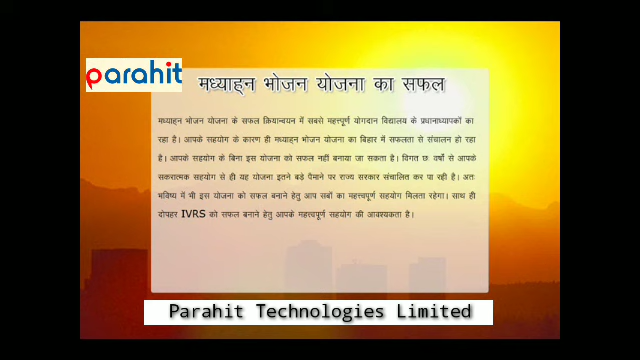 parahit
मध्याह्न भोजन योजना का सफल
मध्याह्न भोजन योजना के सफल क्रियान्वयन में सबसे महत्त्पूर्ण योगदान विद्यालय के प्रधानाध्यापकों का
रहा है। आपके सहयोग के कारण ही मध्याह्न भोजन योजना का बिहार में सफलता से संचालन हो रहा
है। आपके सहयोग के बिना इस योजना को सफल नहीं बनाया जा सकता है। विगत छः वर्षों से आपके
सकरात्मक सहयोग से ही यह योजना इतने बड़े पैमाने पर राज्य सरकार संचालित कर पा रही है। अतः
भविष्य में भी इस योजना को सफल बनाने हेतु आप सबों का महत्त्वपूर्ण सहयोग मिलता रहेगा। साथ ही
दोपहर IVRS को सफल बनाने हेतु आपके महत्त्वपूर्ण सहयोग की आवश्यकता है।
Parahit Technologies Limited